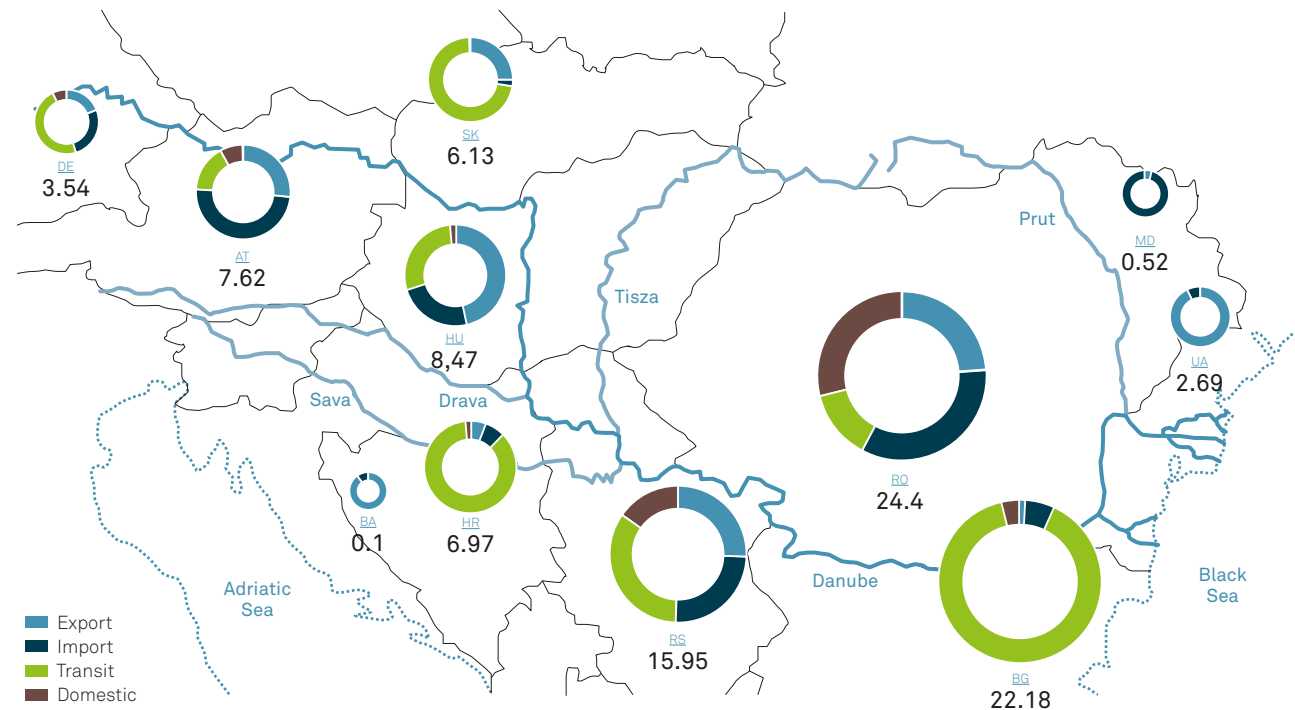 SK
6.13
DE
3.54
AT
7.62
MD
0.52
Prut
Tisza
HU
8,47
UA
2.69
Sava
Drava
RO
24.4
BA
0.1
HR
6.97
Danube
Adriatic
Sea
Black
Sea
RS
15.95
BG
22.18
Export
Import
Transit
Domestic